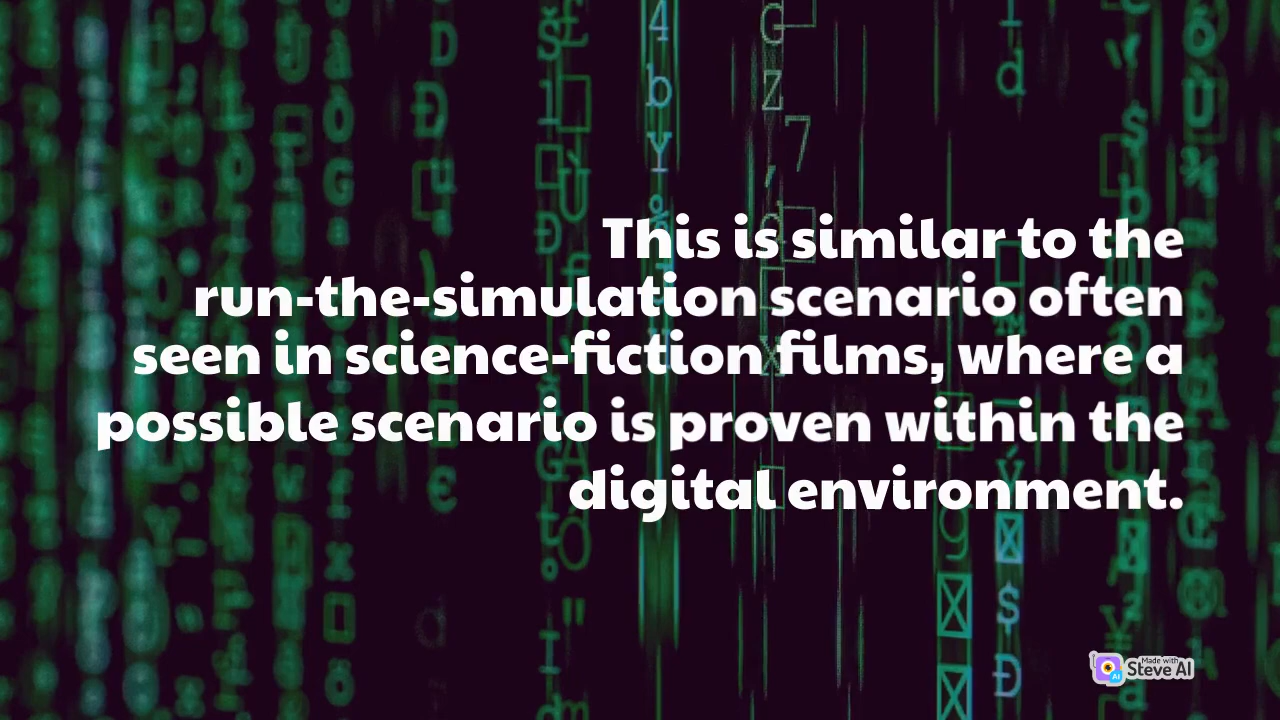 This is similar to the
run-the-simulation scenario often
seen in science-fiction films, where a
possible scenario is proven within the
digital environment.
Made with
Steve AI